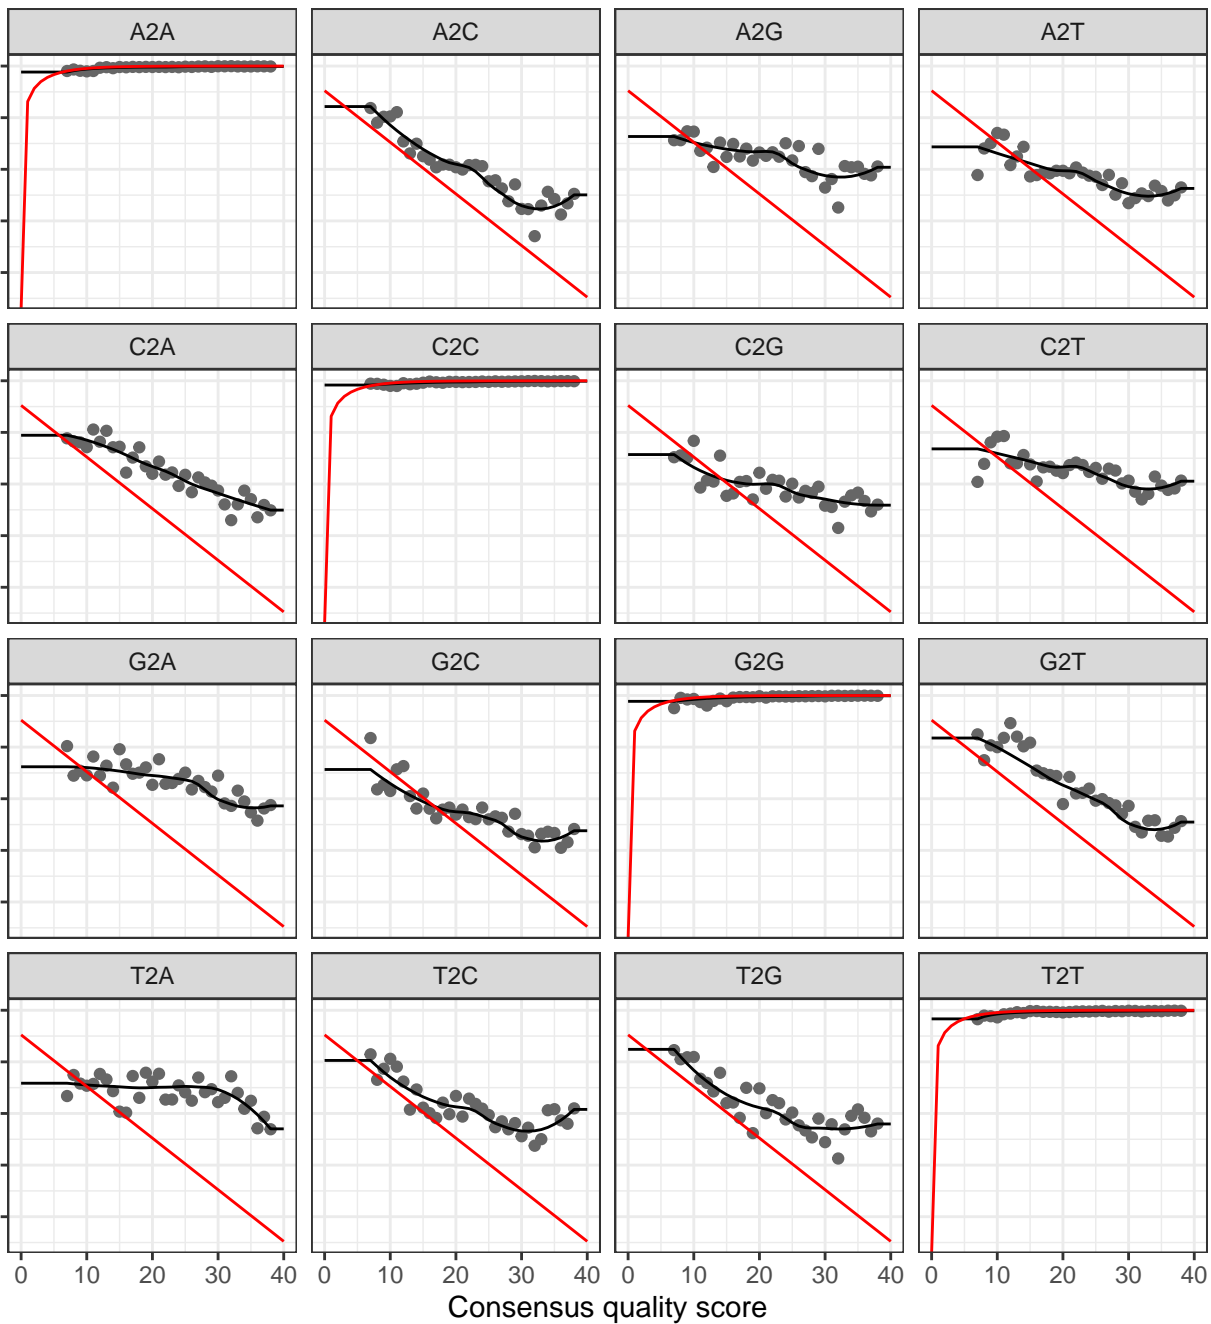 A2A A2C A2G A2T
C2A C2C C2G C2T
G2A G2C G2G G2T
T2A T2C T2G T2T
0 10 20 30 40 0 10 20 30 40 0 10 20 30 40 0 10 20 30 40
Consensus quality score